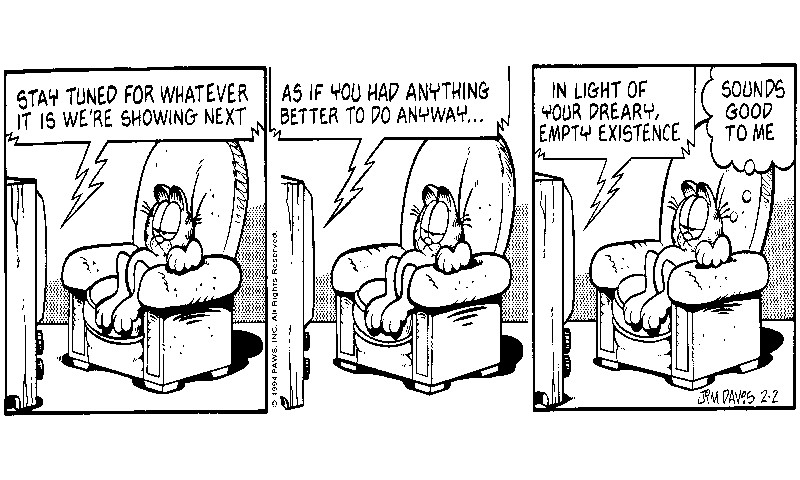 STAY TUNED FOR WHATEVER
IT IS WE'RE SHOWING NEXT
© 1994 PAWS, INC. All Rights Reserved.
AS IF YOU HAD ANYTHING
BETTER TO DO ANYWAY...
IN LIGHT OF
YOUR DREARY,
EMPTY EXISTENCE
SOUNDS
GOOD
TO ME
JIM DAVIS 2-2